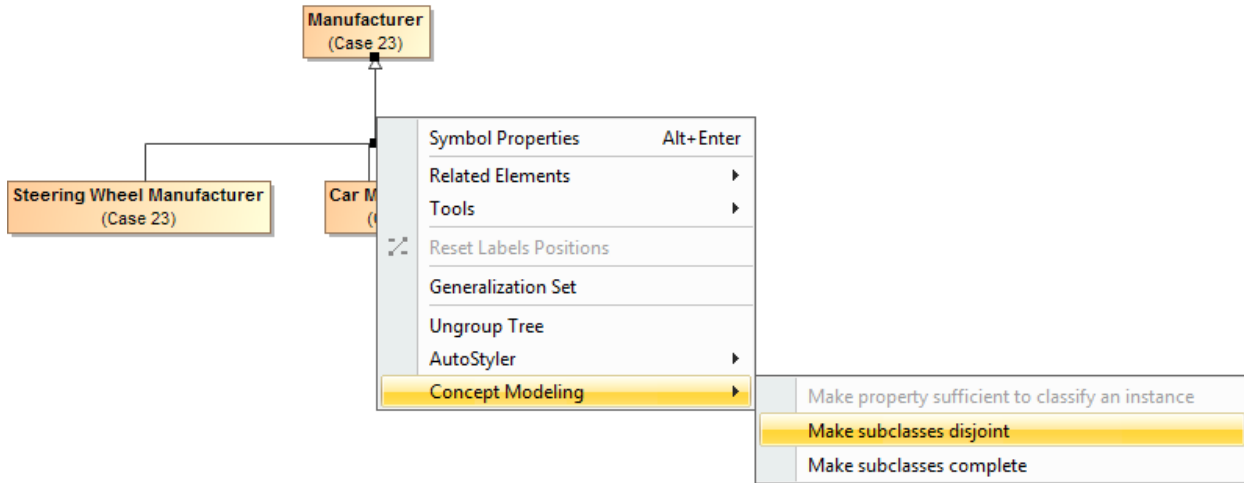 Manufacturer
(Case 23)
Steering Wheel Manufacturer
(Case 23)
Car M
Symbol Properties Alt+Enter
Related Elements
Tools
Reset Labels Positions
Generalization Set
Ungroup Tree
AutoStyler
Concept Modeling
Make property sufficient to classify an instance
Make subclasses disjoint
Make subclasses complete